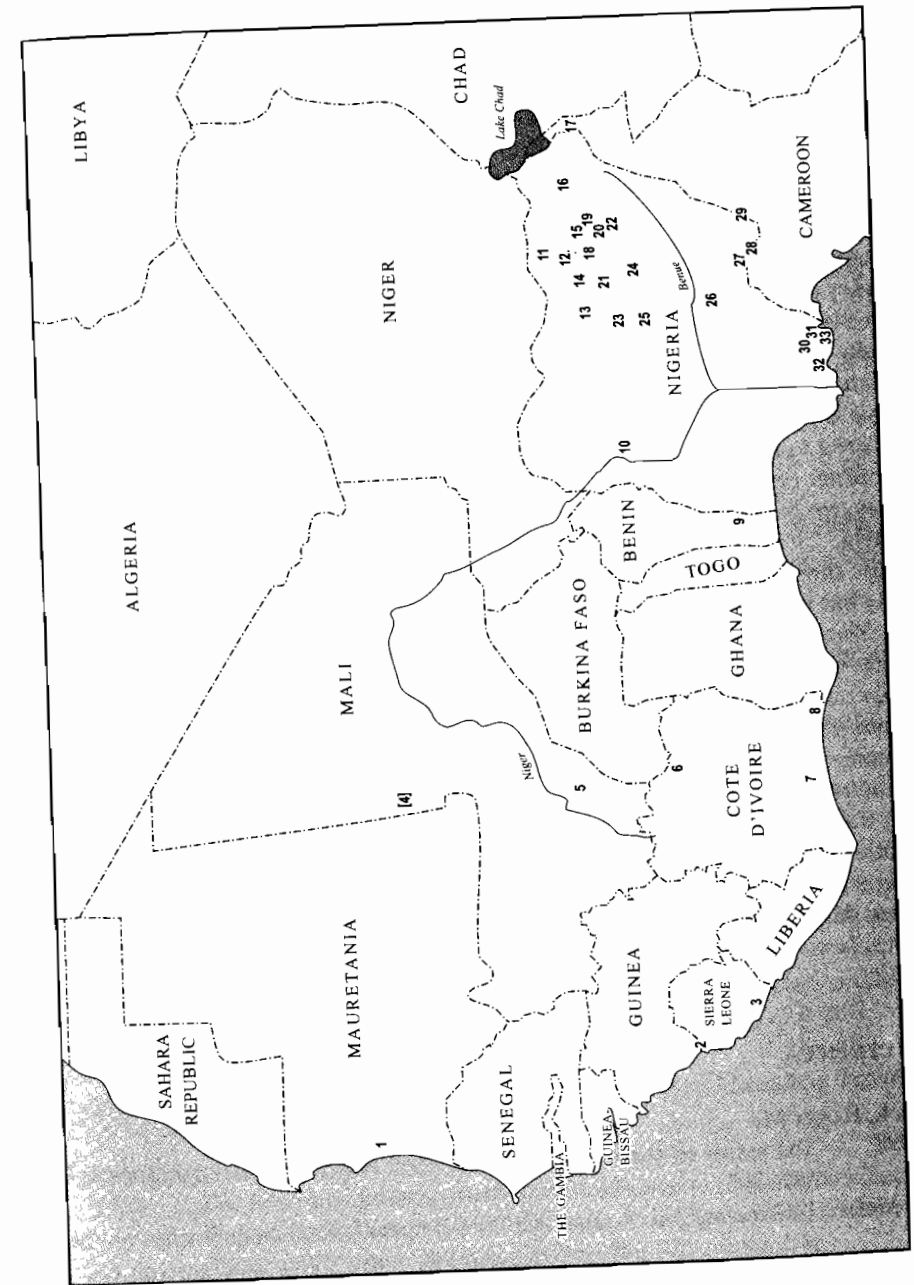 LIBYA
ALGERIA
SAHARA
REPUBLIC
MAURETANIA
MALI
NIGER
CHAD
Lake Chad
[4]
1
SENEGAL
THE GAMBIA
GUINEA-
BISSAU
GUINEA
2
SIERRA
LEONE
3
LIBERIA
Niger
5
6
COTE
D'IVOIRE
7
8
BURKINA FASO
GHANA
TOGO
BENIN
9
10
NIGERIA
Benue
11
12.
13
14
15
16
17
18
19
20
21
22
23
24
25
26
27
28
29
30
31
32
33
CAMEROON